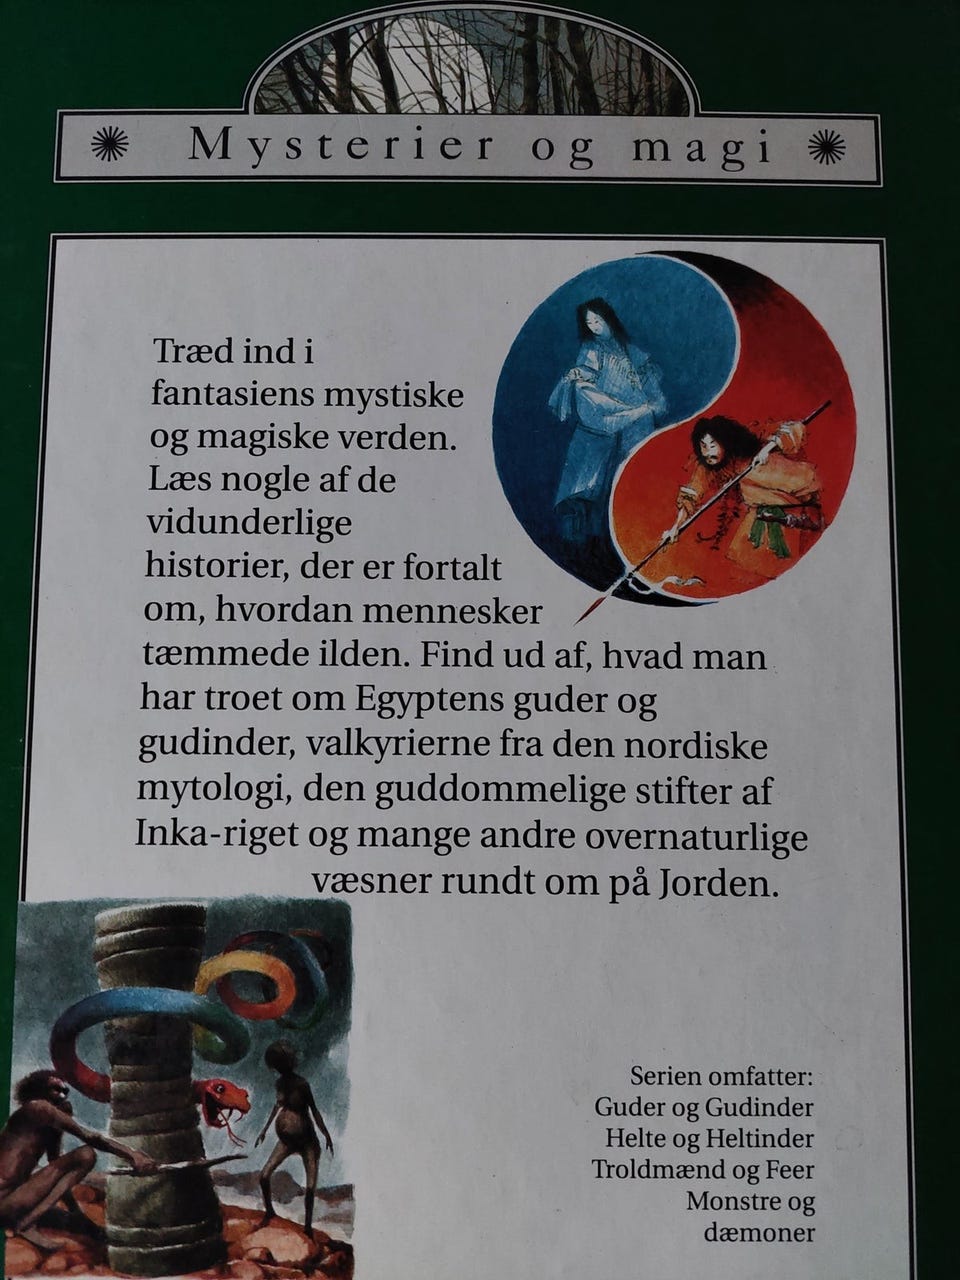 Mysterier og magi
Træd ind i
fantasiens mystiske
og magiske verden.
Læs nogle af de
vidunderlige
historier, der er fortalt
om, hvordan mennesker
tæmmede ilden. Find ud af, hvad man
har troet om Egyptens guder og
gudinder, valkyrierne fra den nordiske
mytologi, den guddommelige stifter af
Inka-riget og mange andre overnaturlige
væsner rundt om på Jorden.
Serien omfatter:
Guder og Gudinder
Helte og Heltinder
Troldmænd og Feer
Monstre og
dæmoner